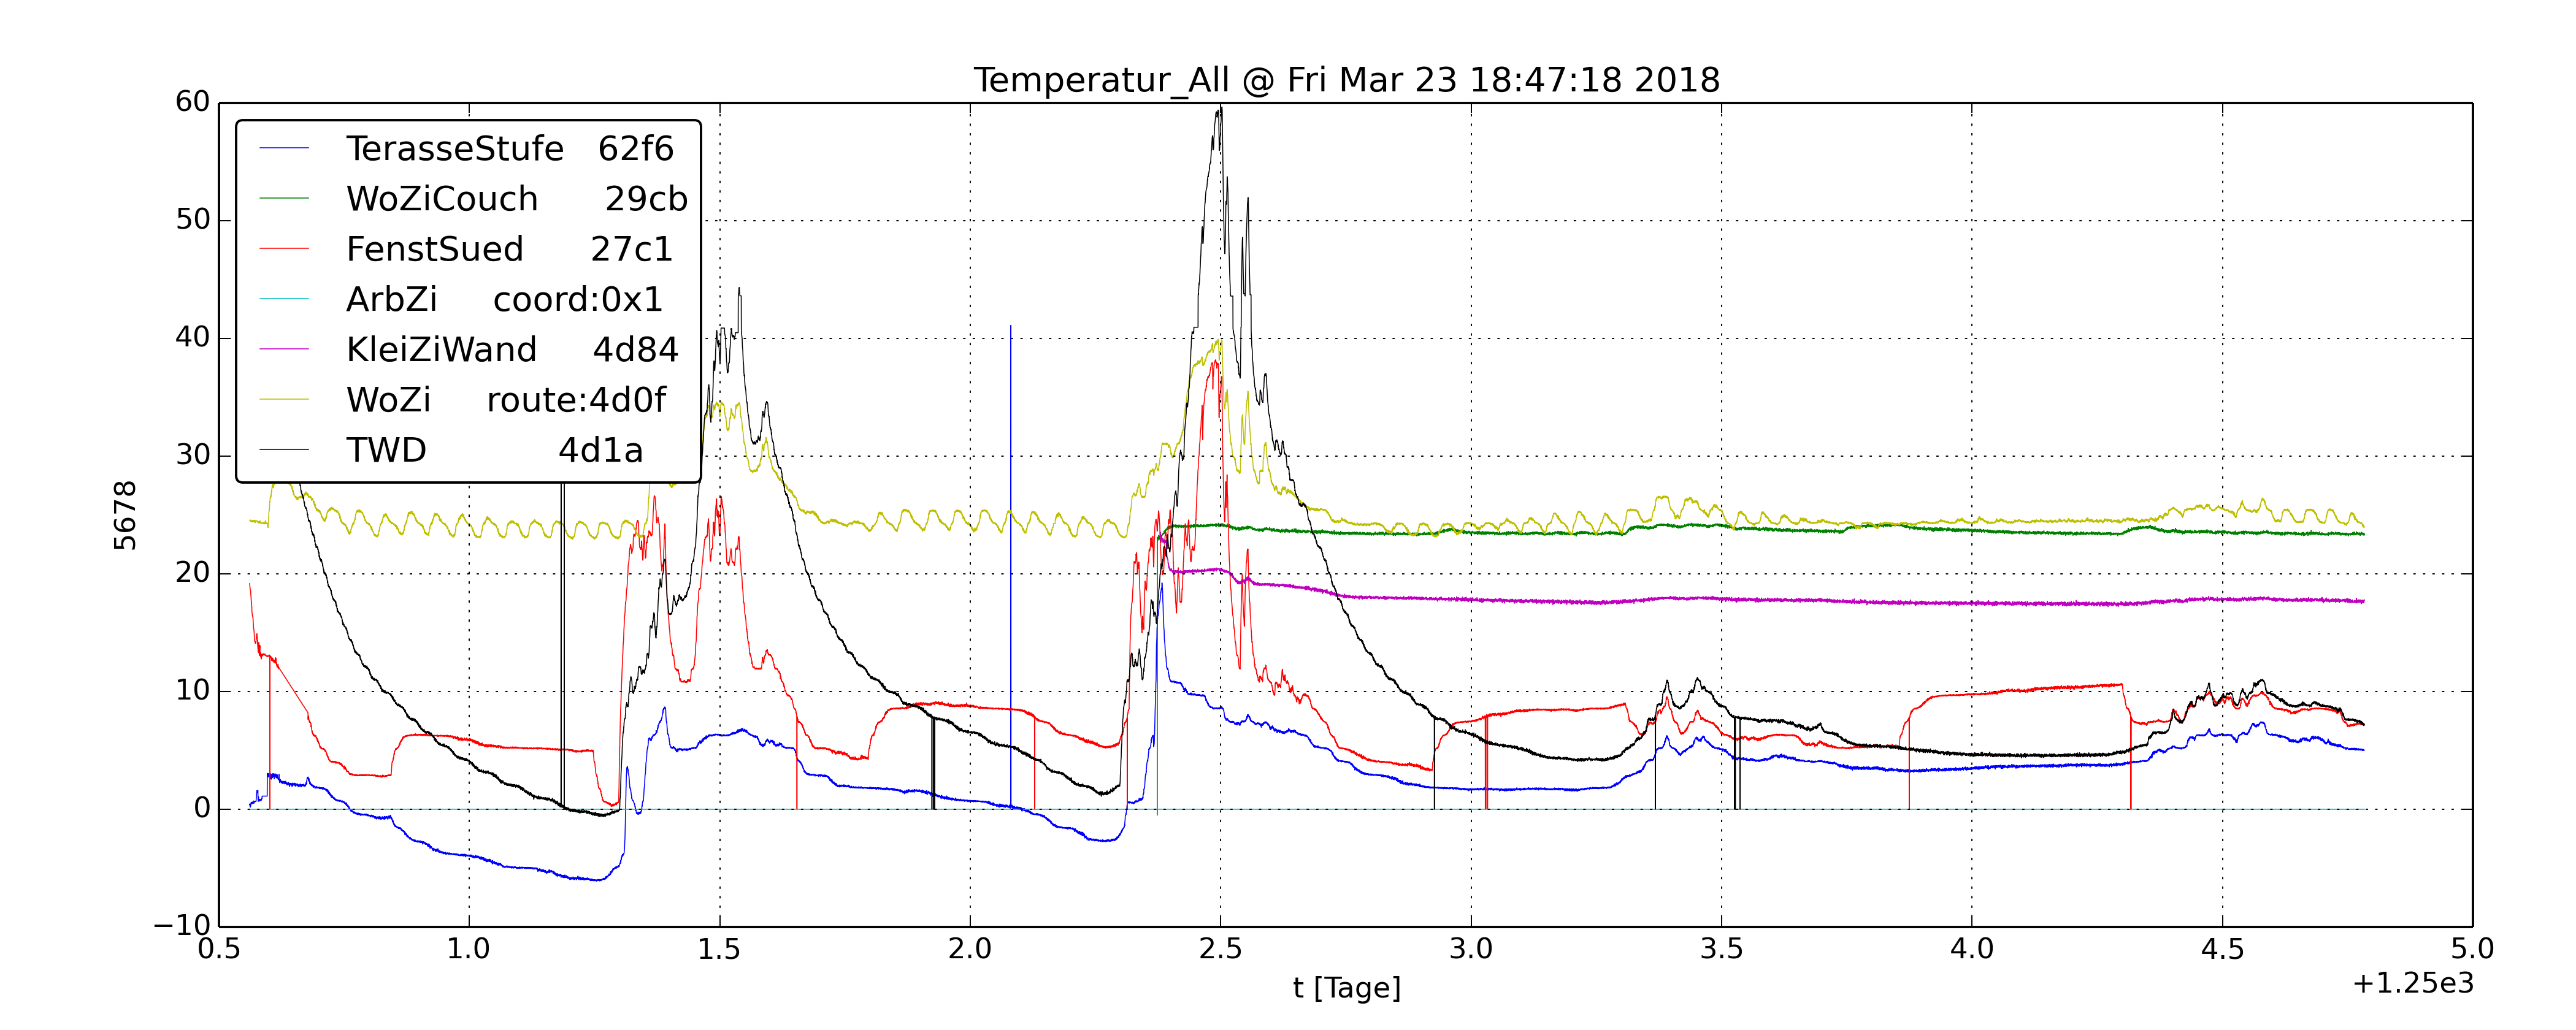 Temperatur_All @ Fri Mar 23 18:47:18 2018
60
50
40
30
20
10
0
−10
5678
TerasseStufe 62f6
WoZiCouch 29cb
FenstSued 27c1
ArbZi coord:0x1
KleiZiWand 4d84
WoZi route:4d0f
TWD 4d1a
0.5 1.0 1.5 2.0 2.5 3.0 3.5 4.0 4.5 5.0
t [Tage]
+1.25e3